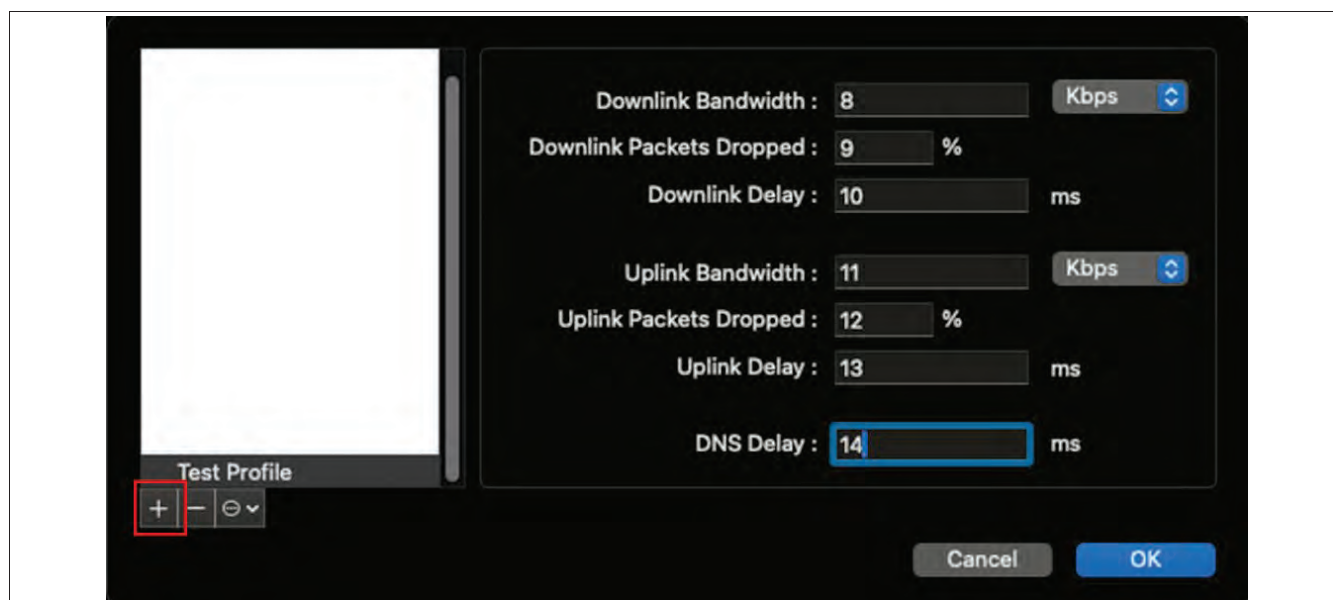 Downlink Bandwidth : 8 Kbps
Downlink Packets Dropped : 9 %
Downlink Delay : 10 ms
Uplink Bandwidth : 11 Kbps
Uplink Packets Dropped : 12 %
Uplink Delay : 13 ms
DNS Delay : 14 ms
Test Profile
Cancel OK